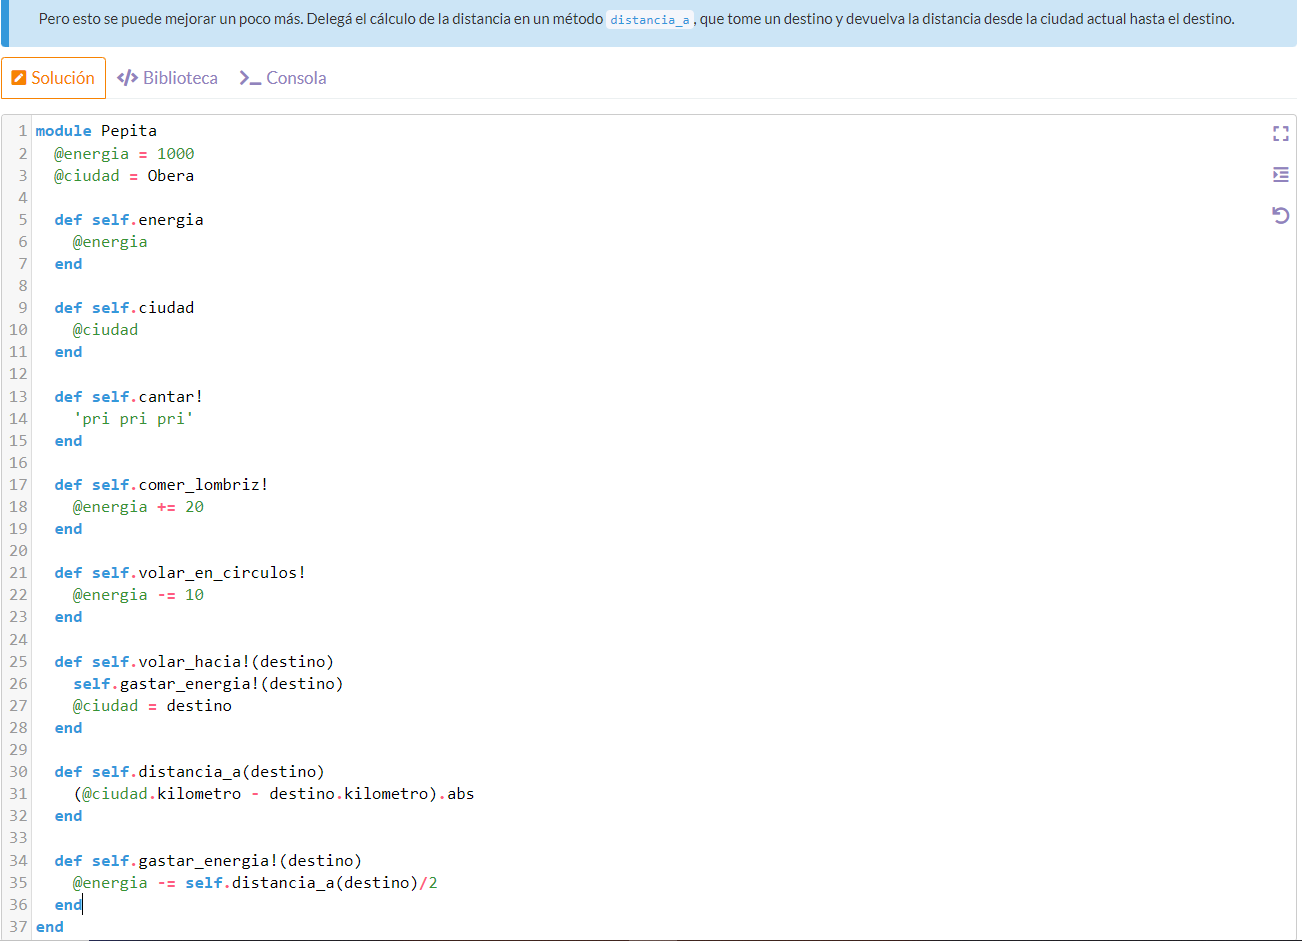 Pero esto se puede mejorar un poco más. Delegá el cálculo de la distancia en un método distancia_a, que tome un destino y devuelva la distancia desde la ciudad actual hasta el destino.
Solución </> Biblioteca >_ Consola
1 module Pepita
2   @energia = 1000
3   @ciudad = Obera
4
5   def self.energia
6     @energia
7   end
8
9   def self.ciudad
10     @ciudad
11   end
12
13   def self.cantar!
14     'pri pri pri'
15   end
16
17   def self.comer_lombriz!
18     @energia += 20
19   end
20
21   def self.volar_en_circulos!
22     @energia -= 10
23   end
24
25   def self.volar_hacia!(destino)
26     self.gastar_energia!(destino)
27     @ciudad = destino
28   end
29
30   def self.distancia_a(destino)
31     (@ciudad.kilometro - destino.kilometro).abs
32   end
33
34   def self.gastar_energia!(destino)
35     @energia -= self.distancia_a(destino)/2
36   end
37 end